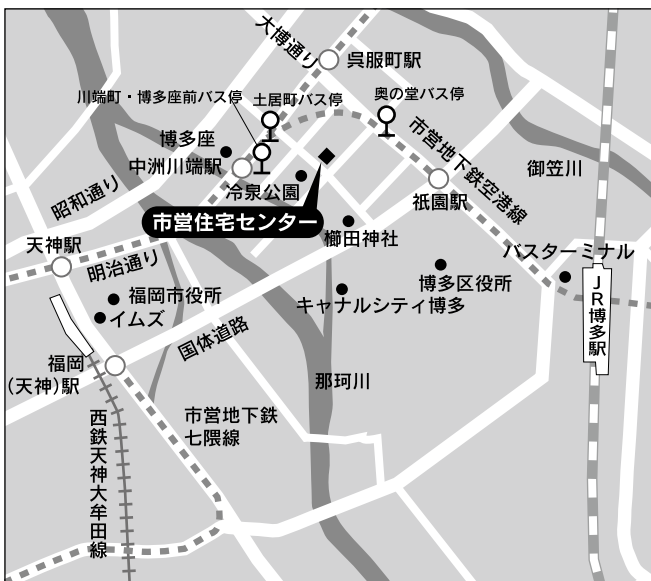 大博通り
呉服町駅
川端町・博多座前バス停
土居町バス停
奥の堂バス停
博多座
中洲川端駅
冷泉公園
市営地下鉄空港線
御笠川
昭和通り
市営住宅センター
祇園駅
櫛田神社
天神駅
明治通り
バスターミナル
福岡市役所
イムズ
キャナルシティ博多
博多区役所
JR博多駅
国体道路
福岡
(天神)駅
那珂川
市営地下鉄
七隈線
西鉄天神大牟田線